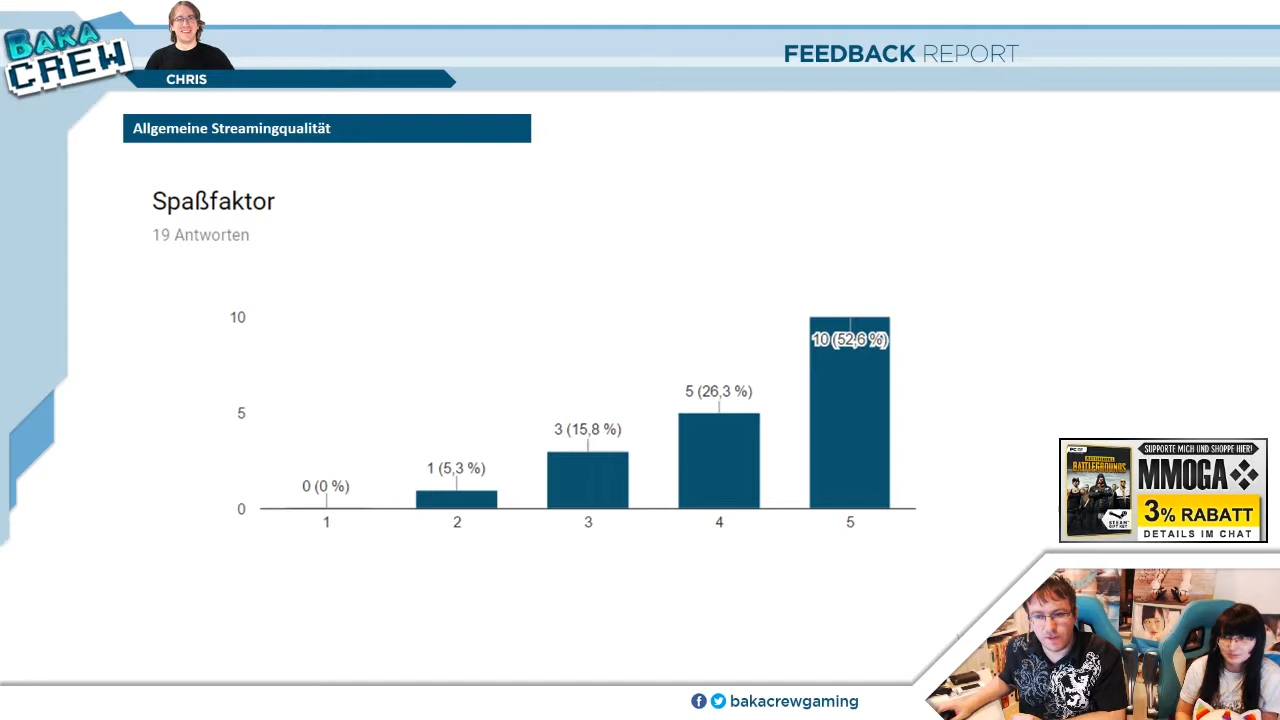 BAKA
CREW
CHRIS
FEEDBACK REPORT
Allgemeine Streamingqualität
Spaßfaktor
19 Antworten
10
5
0
0 (0 %)
1 (5,3 %)
3 (15,8 %)
5 (26,3 %)
10 (52,6 %)
1
2
3
4
5
SUPPORTE MICH UND SHOPPE HIER!
BATTLEGROUNDS
MMOGA
STEAM
3% RABATT
DETAILS IM CHAT
bakacrewgaming